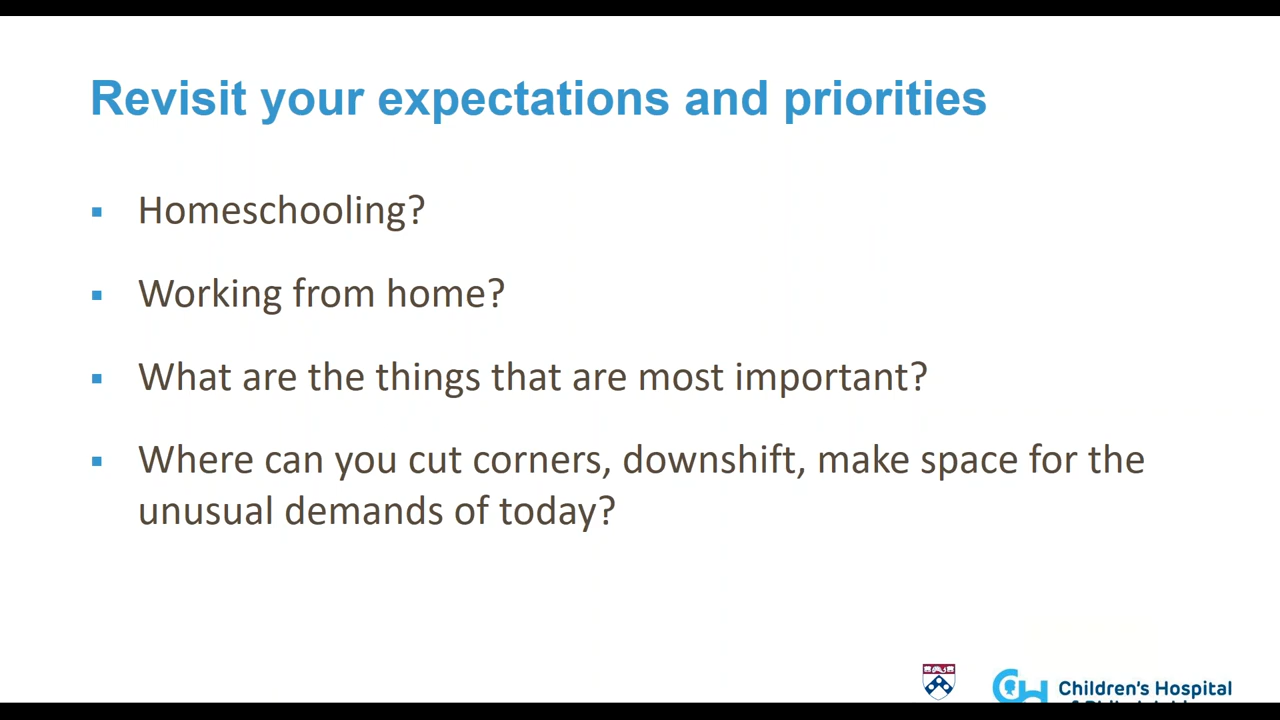 Revisit your expectations and priorities
Homeschooling?
Working from home?
What are the things that are most important?
Where can you cut corners, downshift, make space for the
unusual demands of today?
Children's Hospital